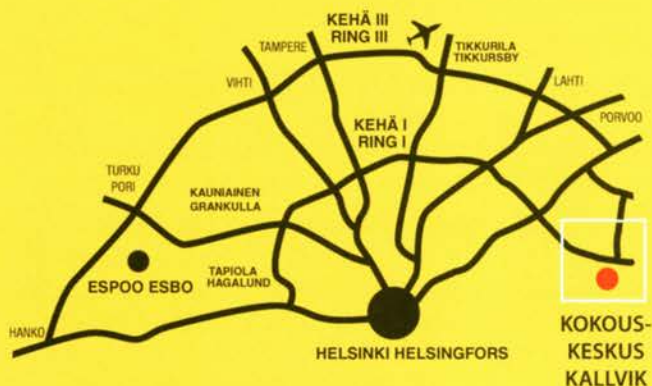 KEHÄ III
RING III
TAMPERE
TIKKURILA
TIKKURSBY
VIHTI
LAHTI
PORVOO
KEHÄ I
RING I
TURKU
PORI
KAUNIAINEN
GRANKULLA
ESPOO ESBO
TAPIOLA
HAGALUND
HANKO
HELSINKI HELSINGFORS
KOKOUS-
KESKUS
KALLVIK